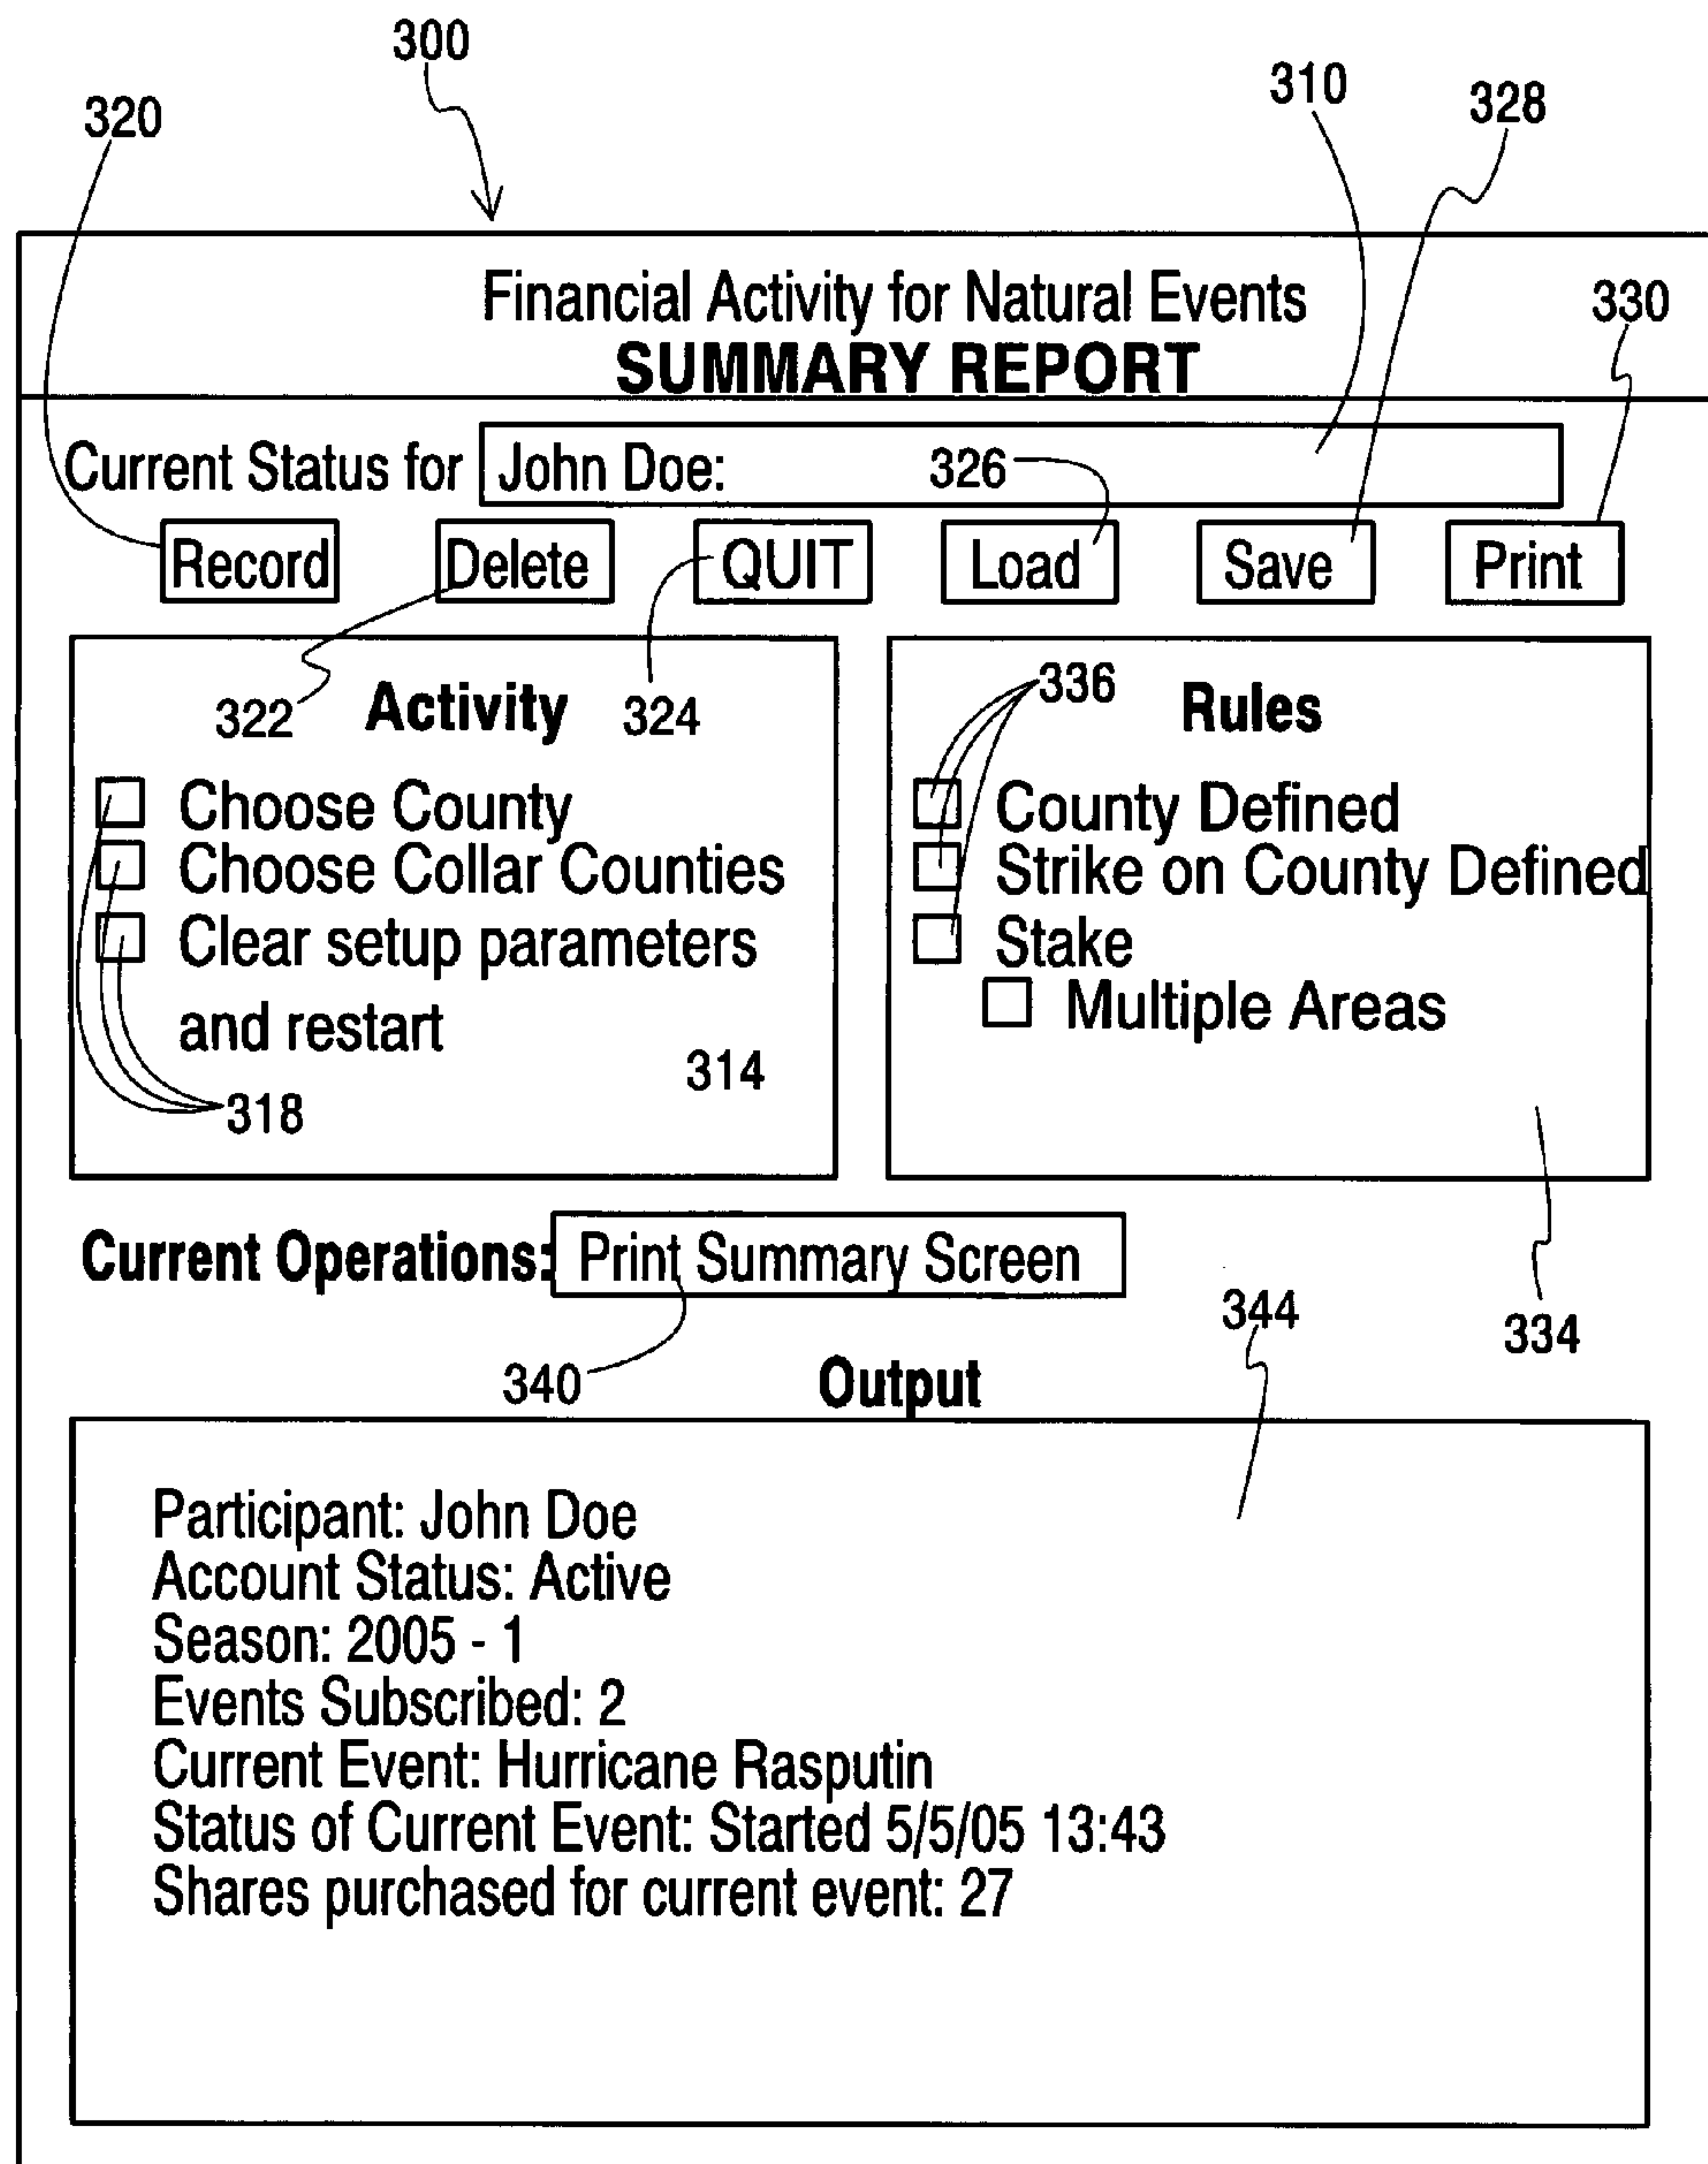 300
310
328
320
Financial Activity for Natural Events
330
SUMMARY REPORT
Current Status for John Doe: 326
Record Delete QUIT Load Save Print
336
322 Activity 324
Rules
Choose County
Choose Collar Counties
Clear setup parameters
and restart
314
318
County Defined
Strike on County Defined
Stake
Multiple Areas
Current Operations: Print Summary Screen
344
334
340
Output
Participant: John Doe
Account Status: Active
Season: 2005 - 1
Events Subscribed: 2
Current Event: Hurricane Rasputin
Status of Current Event: Started 5/5/05 13:43
Shares purchased for current event: 27